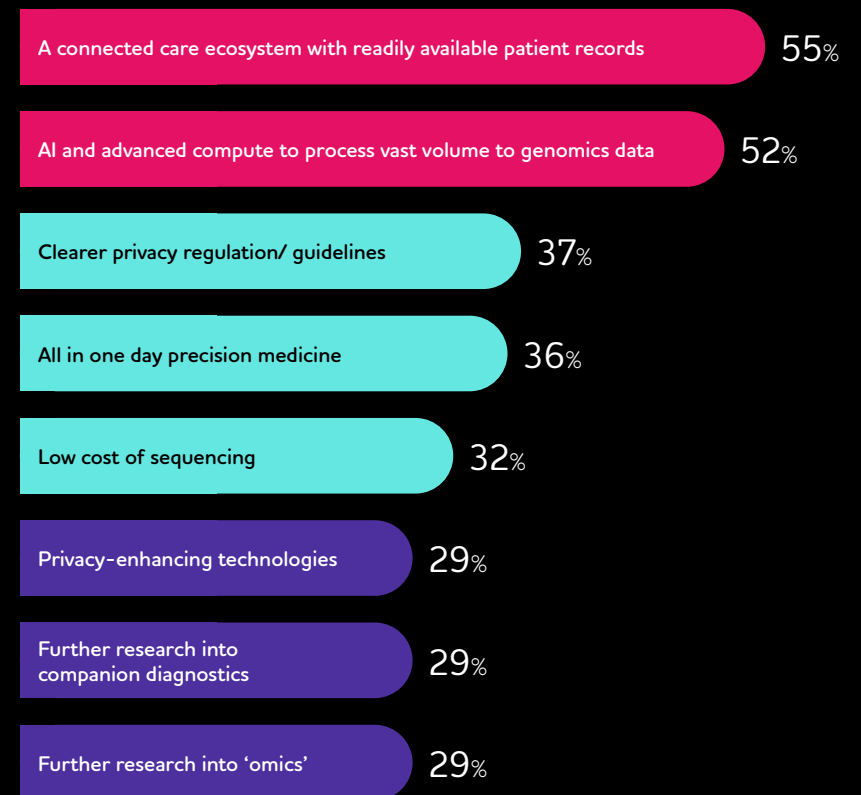 A connected care ecosystem with readily available patient records
55%
AI and advanced compute to process vast volume to genomics data
52%
Clearer privacy regulation/ guidelines
37%
All in one day precision medicine
36%
Low cost of sequencing
32%
Privacy-enhancing technologies
29%
Further research into
companion diagnostics
29%
Further research into ‘omics’
29%